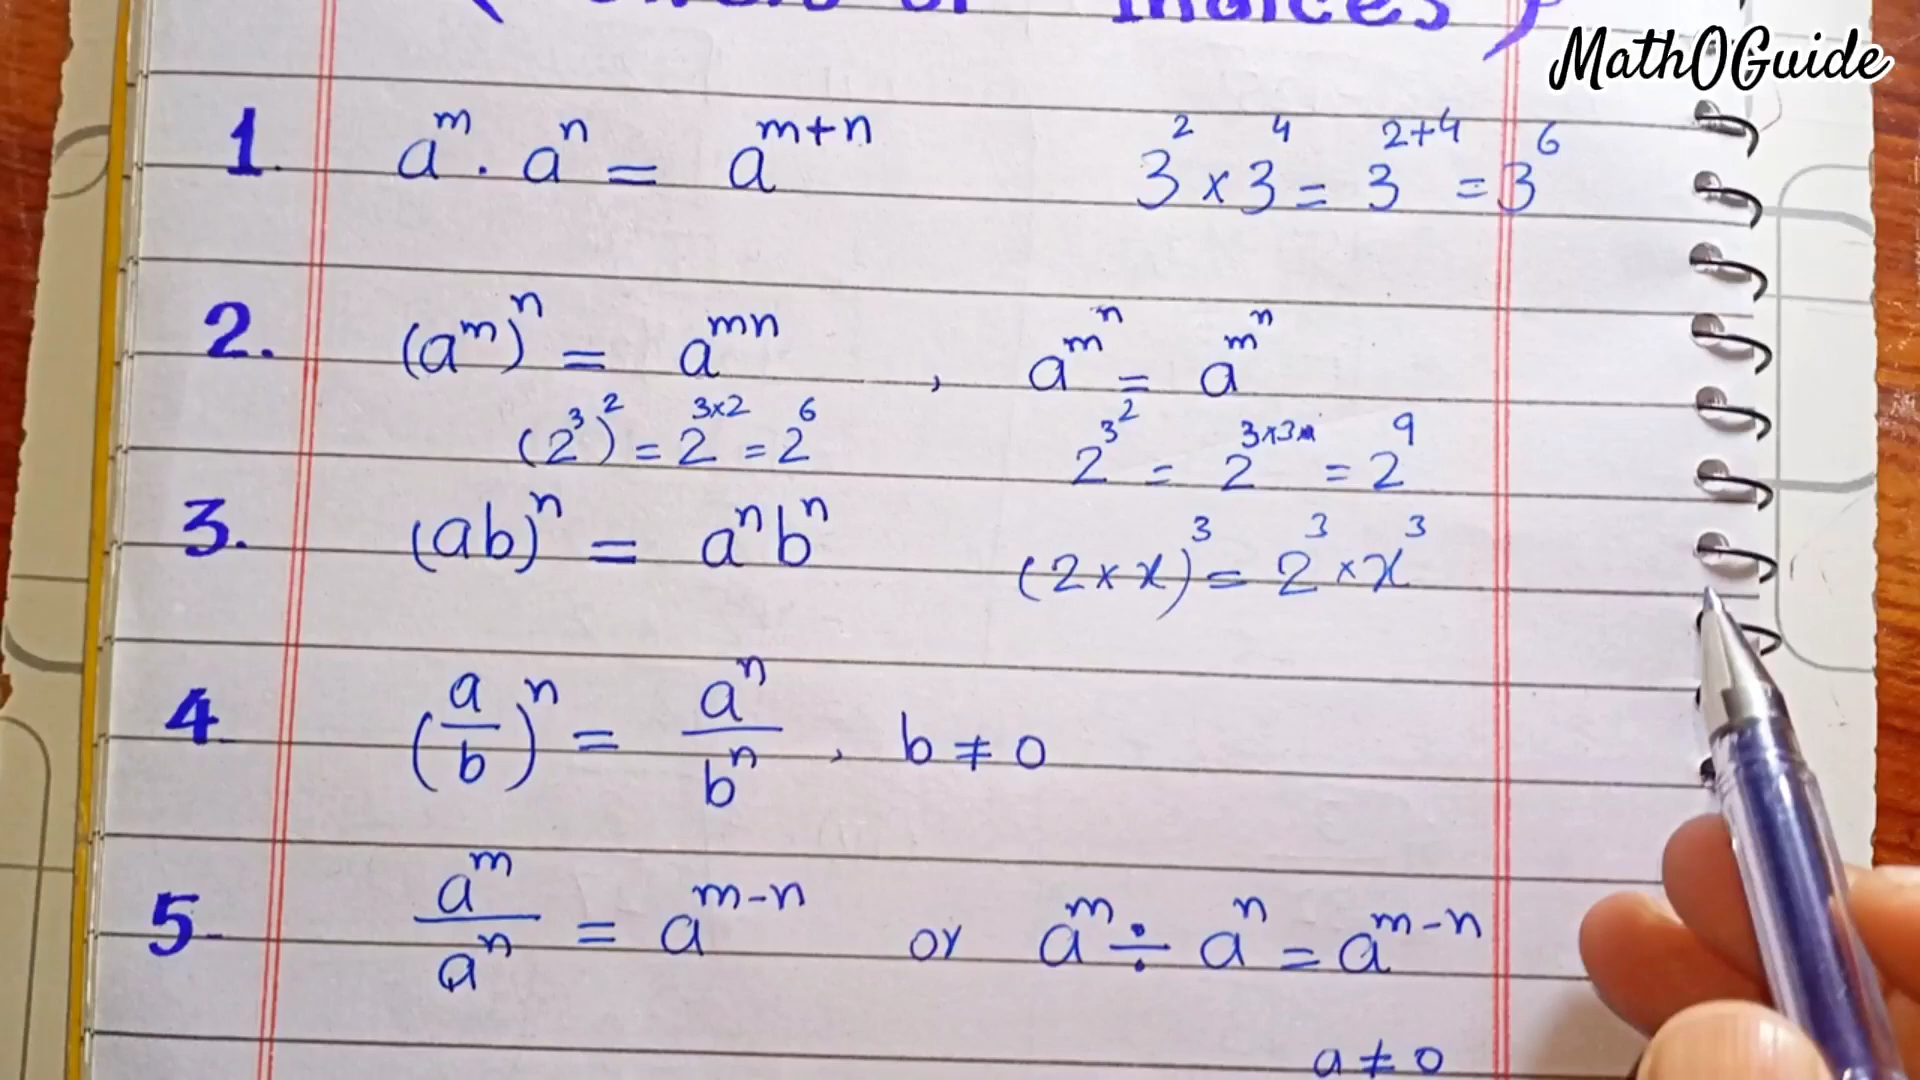 Indices)
MathOGuide
1. a^m . a^n = a^(m+n) 3^2 × 3^4 = 3^(2+4) = 3^6
2. (a^m)^n = a^(mn) , a^(m^n) = a^(m^n)
(2^3)^2 = 2^(3×2) = 2^6 2^(3^2) = 2^(3×3) = 2^9
3. (ab)^n = a^n b^n (2 × x)^3 = 2^3 × x^3
4. (a/b)^n = a^n/b^n , b ≠ 0
5. a^m/a^n = a^(m-n) or a^m ÷ a^n = a^(m-n)
a ≠ 0